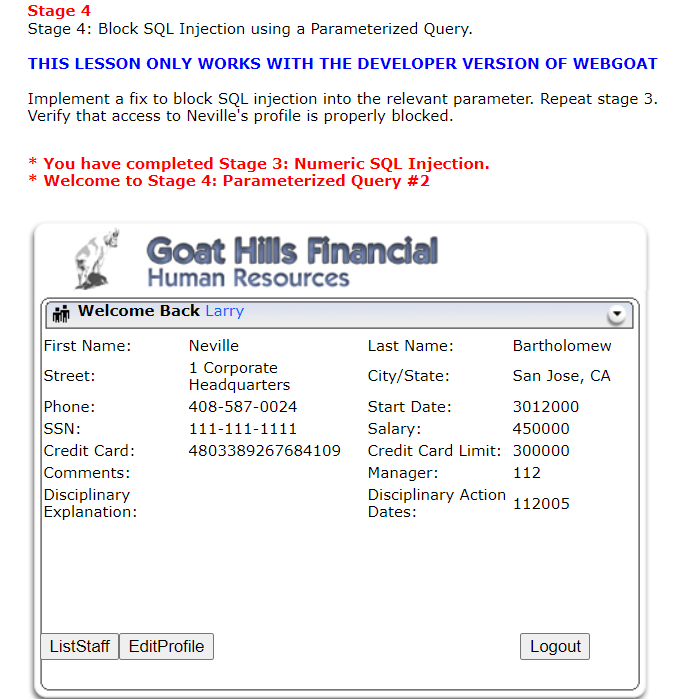 Stage 4
Stage 4: Block SQL Injection using a Parameterized Query.
THIS LESSON ONLY WORKS WITH THE DEVELOPER VERSION OF WEBGOAT
Implement a fix to block SQL injection into the relevant parameter. Repeat stage 3.
Verify that access to Neville's profile is properly blocked.
* You have completed Stage 3: Numeric SQL Injection.
* Welcome to Stage 4: Parameterized Query #2
Goat Hills Financial
Human Resources
Welcome Back Larry
First Name: Neville Last Name: Bartholomew
Street: 1 Corporate Headquarters City/State: San Jose, CA
Phone: 408-587-0024 Start Date: 3012000
SSN: 111-111-1111 Salary: 450000
Credit Card: 4803389267684109 Credit Card Limit: 300000
Comments: Manager: 112
Disciplinary Explanation: Disciplinary Action Dates: 112005
ListStaff EditProfile Logout